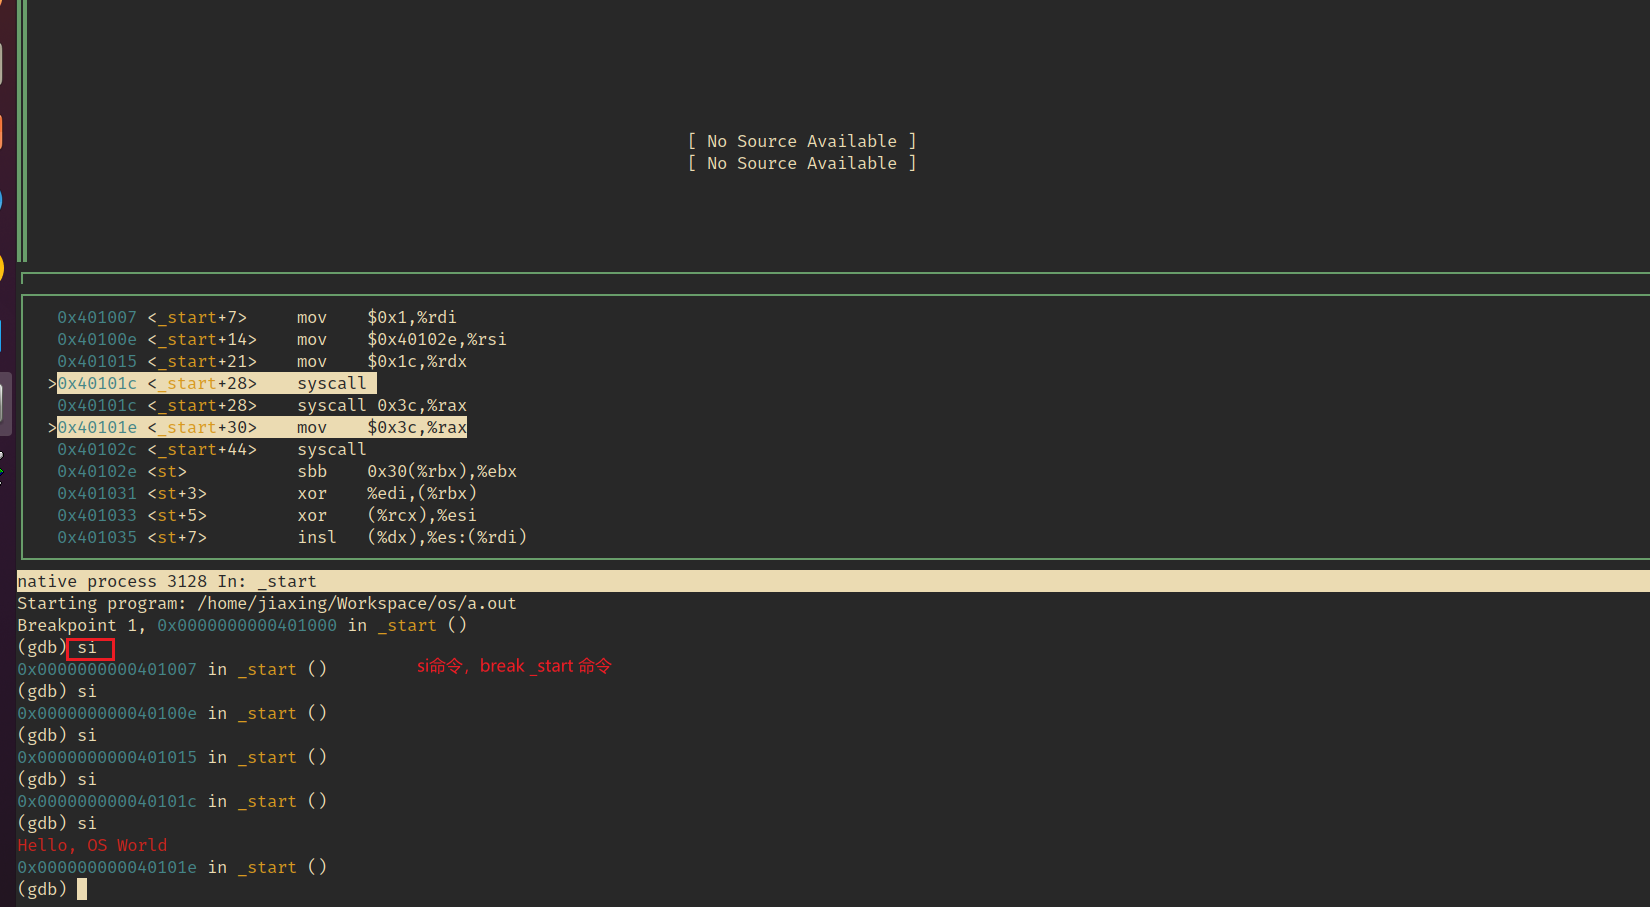 [ No Source Available ]
[ No Source Available ]
0x401007 <_start+7>     mov    $0x1,%rdi
0x40100e <_start+14>    mov    $0x40102e,%rsi
0x401015 <_start+21>    mov    $0x1c,%rdx
>0x40101c <_start+28>    syscall
0x40101c <_start+28>    syscall 0x3c,%rax
>0x40101e <_start+30>    mov    $0x3c,%rax
0x40102c <_start+44>    syscall
0x40102e <st>           sbb    0x30(%rbx),%ebx
0x401031 <st+3>         xor    %edi,(%rbx)
0x401033 <st+5>         xor    (%rcx),%esi
0x401035 <st+7>         insl   (%dx),%es:(%rdi)
native process 3128 In: _start
Starting program: /home/jiaxing/Workspace/os/a.out
Breakpoint 1, 0x0000000000401000 in _start ()
(gdb) si
si命令，break _start 命令
0x0000000000401007 in _start ()
(gdb) si
0x000000000040100e in _start ()
(gdb) si
0x0000000000401015 in _start ()
(gdb) si
0x000000000040101c in _start ()
(gdb) si
Hello, OS World
0x000000000040101e in _start ()
(gdb)